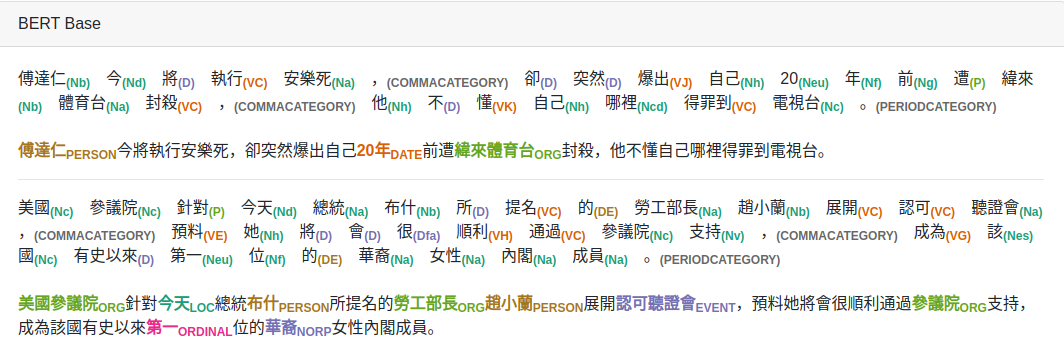 BERT Base
傅達仁(Nb) 今(Nd) 將(D) 執行(VC) 安樂死(Na) ，(COMMACATEGORY) 卻(D) 突然(D) 爆出(VJ) 自己(Nh) 20(Neu) 年(Nf) 前(Ng) 遭(P) 緯來
(Nb) 體育台(Na) 封殺(VC) ，(COMMACATEGORY) 他(Nh) 不(D) 懂(VK) 自己(Nh) 哪裡(Ncd) 得罪到(VC) 電視台(Nc) 。(PERIODCATEGORY)
傅達仁PERSON今將執行安樂死，卻突然爆出自己20年DATE前遭緯來體育台ORG封殺，他不懂自己哪裡得罪到電視台。
美國(Nc) 參議院(Nc) 針對(P) 今天(Nd) 總統(Na) 布什(Nb) 所(D) 提名(VC) 的(DE) 勞工部長(Na) 趙小蘭(Nb) 展開(VC) 認可(VC) 聽證會(Na)
，(COMMACATEGORY) 預料(VE) 她(Nh) 將(D) 會(D) 很(Dfa) 順利(VH) 通過(VC) 參議院(Nc) 支持(Nv) ，(COMMACATEGORY) 成為(VG) 該(Nes)
國(Nc) 有史以來(D) 第一(Neu) 位(Nf) 的(DE) 華裔(Na) 女性(Na) 內閣(Na) 成員(Na) 。(PERIODCATEGORY)
美國參議院ORG針對今天LOC總統布什PERSON所提名的勞工部長ORG趙小蘭PERSON展開認可聽證會EVENT，預料她將會很順利通過參議院ORG支持，
成為該國有史以來第一ORDINAL位的華裔NORP女性內閣成員。